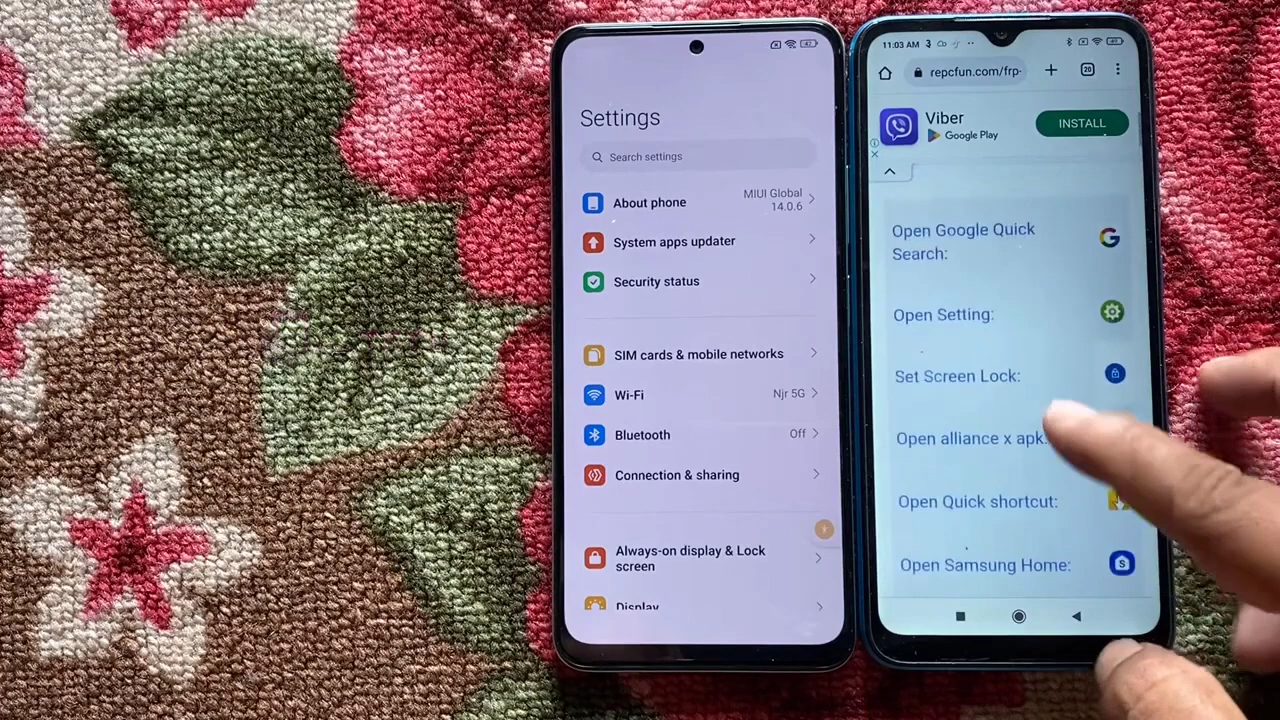 Settings
Search settings
About phone
MIUI Global
14.0.6
System apps updater
Security status
SIM cards & mobile networks
Wi-Fi
Njr 5G
Bluetooth
Off
Connection & sharing
Always-on display & Lock
screen
Display
11:03 AM
repcfun.com/frp-
20
Viber
Google Play
INSTALL
Open Google Quick
Search:
Open Setting:
Set Screen Lock:
Open alliance x apk:
Open Quick shortcut:
Open Samsung Home:
S